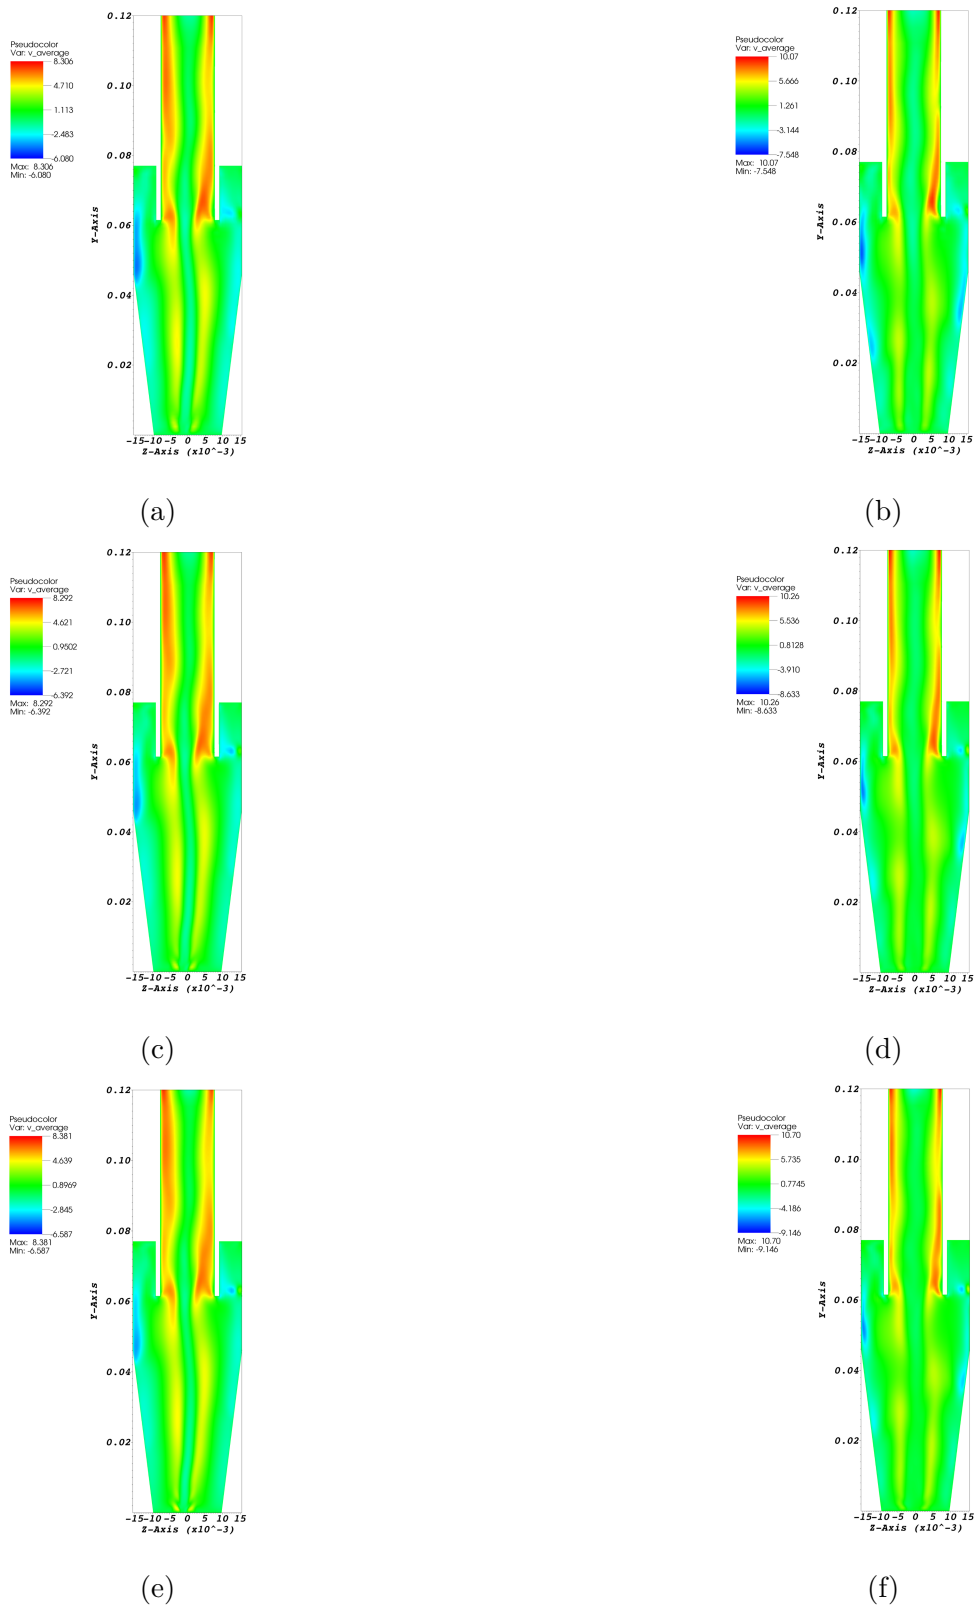 Pseudocolor
Var: v_average
8.306
4.710
1.113
-2.483
-6.080
Max: 8.306
Min: -6.080
0.12
0.10
0.08
0.06
0.04
0.02
Y-Axis
-15 -10 -5 0 5 10 15
Z-Axis (x10^-3)
(a)
Pseudocolor
Var: v_average
10.07
5.666
1.261
-3.144
-7.548
Max: 10.07
Min: -7.548
0.12
0.10
0.08
0.06
0.04
0.02
Y-Axis
-15 -10 -5 0 5 10 15
Z-Axis (x10^-3)
(b)
Pseudocolor
Var: v_average
8.292
4.621
0.9502
-2.721
-6.392
Max: 8.292
Min: -6.392
0.12
0.10
0.08
0.06
0.04
0.02
Y-Axis
-15 -10 -5 0 5 10 15
Z-Axis (x10^-3)
(c)
Pseudocolor
Var: v_average
10.26
5.536
0.8128
-3.910
-8.633
Max: 10.26
Min: -8.633
0.12
0.10
0.08
0.06
0.04
0.02
Y-Axis
-15 -10 -5 0 5 10 15
Z-Axis (x10^-3)
(d)
Pseudocolor
Var: v_average
8.381
4.639
0.8969
-2.845
-6.587
Max: 8.381
Min: -6.587
0.12
0.10
0.08
0.06
0.04
0.02
Y-Axis
-15 -10 -5 0 5 10 15
Z-Axis (x10^-3)
(e)
Pseudocolor
Var: v_average
10.70
5.735
0.7745
-4.186
-9.146
Max: 10.70
Min: -9.146
0.12
0.10
0.08
0.06
0.04
0.02
Y-Axis
-15 -10 -5 0 5 10 15
Z-Axis (x10^-3)
(f)